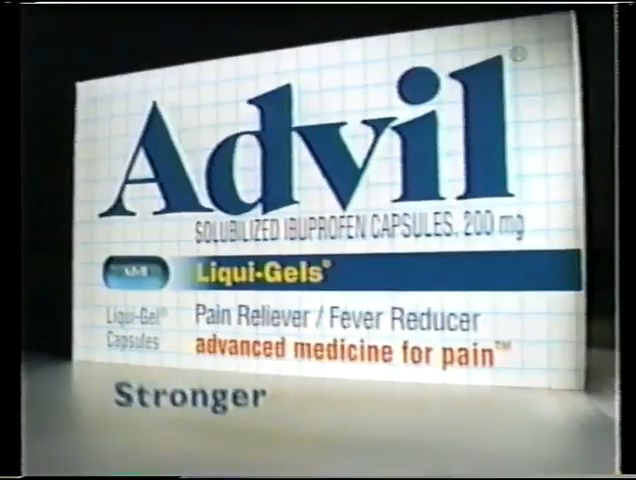 Advil®
SOLUBILIZED IBUPROFEN CAPSULES, 200 mg
Liqui-Gels®
Liqui-Gel®
Capsules
Pain Reliever / Fever Reducer
advanced medicine for pain™
Stronger